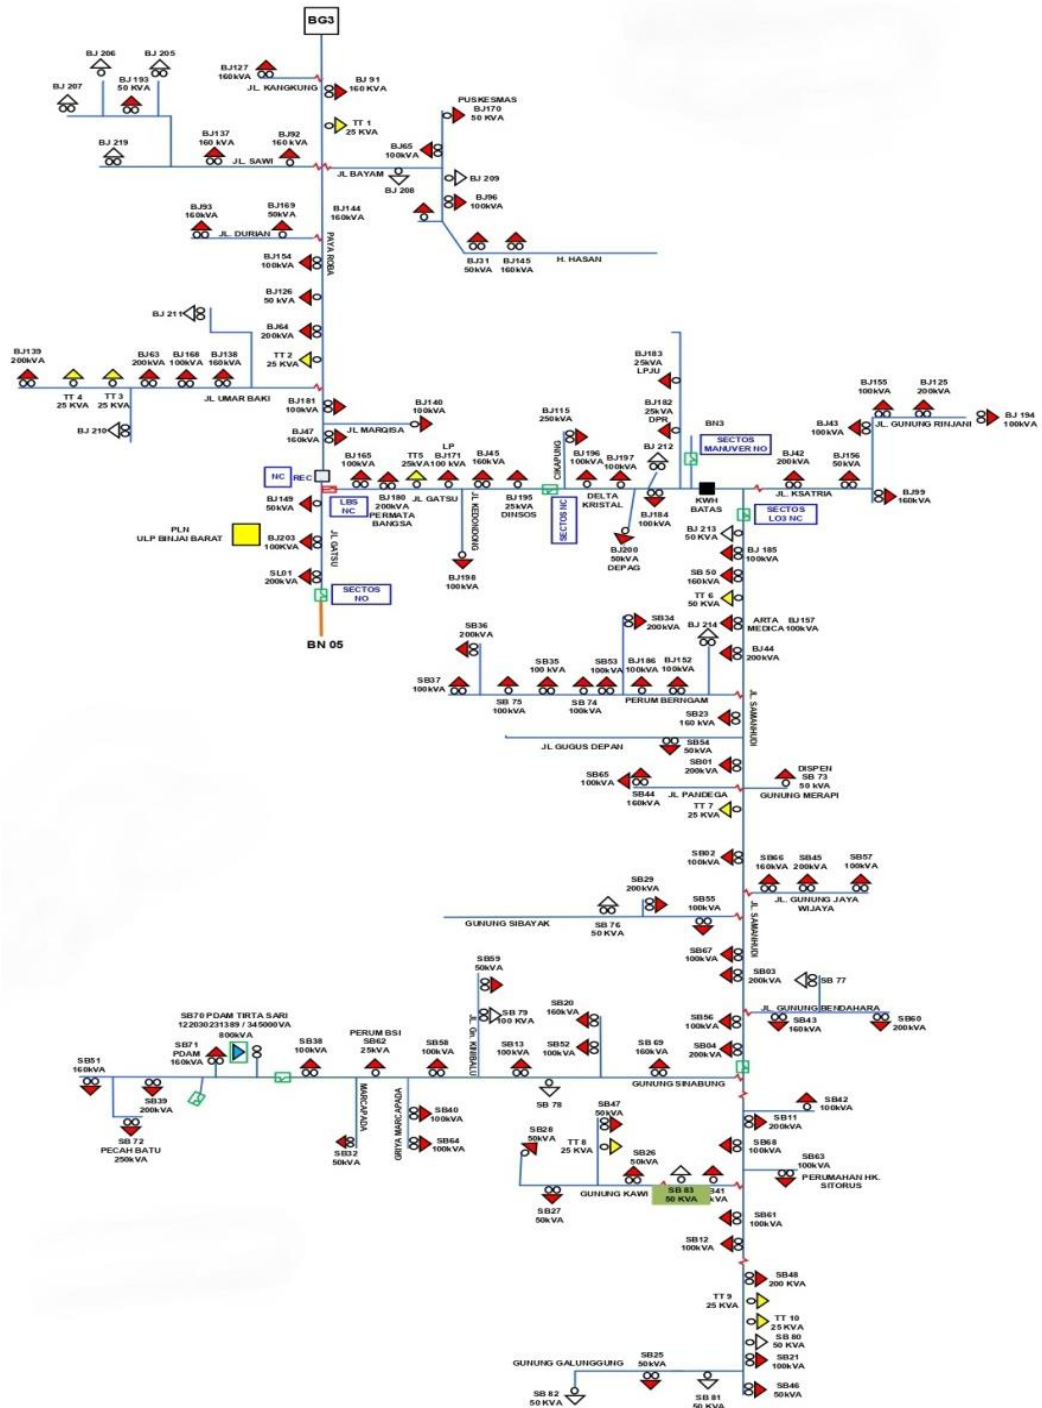 BG3
BJ 206
BJ 205
BJ 207
BJ 193
50 KVA
BJ127
160kVA
JL. KANGKUNG
BJ 91
160 KVA
TT 1
25 KVA
PUSKESMAS
BJ170
50 KVA
BJ 219
BJ137
160 kVA
BJ92
160 kVA
JL. SAWI
JL BAYAM
BJ 208
BJ65
100kVA
BJ 209
BJ96
100kVA
BJ93
160kVA
BJ169
50kVA
JL. DURIAN
BJ144
160kVA
PAYA ROBA
BJ31
50kVA
BJ145
160kVA
H. HASAN
BJ154
100kVA
BJ126
50 kVA
BJ64
200kVA
TT 2
25 KVA
BJ 211
BJ139
200kVA
TT 4
25 KVA
TT 3
25 KVA
BJ63
200kVA
BJ168
100kVA
BJ138
160kVA
JL UMAR BAKI
BJ 210
BJ181
100kVA
BJ140
100kVA
JL MARQISA
BJ47
160kVA
NC
REC
BJ149
50kVA
LBS
NC
PLN
ULP BINJAI BARAT
BJ203
100KVA
JL GATSU
SL01
200kVA
SECTOS
NO
BN 05
BJ165
100kVA
BJ180
200kVA
PERMATA
BANGSA
TT5
25kVA
LP
BJ171
100 kVA
JL GATSU
BJ45
160kVA
JL KEDONDONG
BJ198
100kVA
BJ195
25kVA
DINSOS
BJ115
250kVA
CIKAPUNG
SECTOS NC
BJ196
100kVA
BJ197
100kVA
DELTA
KRISTAL
BJ200
50kVA
DEPAG
BJ183
25kVA
LPJU
BJ182
25kVA
DPR
BJ 212
BJ184
100kVA
BN3
SECTOS
MANUVER NO
KWH
BATAS
SECTOS
LO3 NC
BJ42
200kVA
BJ156
50kVA
JL. KSATRIA
BJ43
100kVA
BJ155
100kVA
BJ125
200kVA
JL. GUNUNG RINJANI
BJ 194
100kVA
BJ99
160kVA
BJ 213
50 KVA
BJ 185
100kVA
SB 50
160kVA
TT 6
50 KVA
ARTA
MEDICA
BJ157
100kVA
BJ 214
BJ44
200kVA
SB36
200kVA
SB34
200kVA
SB37
100kVA
SB 75
100kVA
SB35
100 kVA
SB 74
100kVA
SB53
100kVA
BJ186
100kVA
BJ152
100kVA
PERUM BERNGAM
JL. SAMANHUDI
SB23
160 kVA
JL GUGUS DEPAN
SB54
50kVA
SB01
200kVA
SB65
100kVA
SB44
160kVA
JL PANDEGA
DISPEN
SB 73
50 kVA
GUNUNG MERAPI
TT 7
25 KVA
SB02
100kVA
SB66
160kVA
SB45
200kVA
SB57
100kVA
JL. GUNUNG JAYA
WIJAYA
SB29
200kVA
SB55
100kVA
GUNUNG SIBAYAK
SB 76
50 KVA
JL. SAMANHUDI
SB67
100kVA
SB03
200kVA
SB 77
JL. GUNUNG BENDAHARA
SB43
160kVA
SB60
200kVA
SB56
100kVA
SB04
200kVA
SB59
50kVA
SB 79
100 KVA
JL. Gn. KINIBALU
SB20
160kVA
SB52
100kVA
SB13
100kVA
SB 78
SB 69
160kVA
GUNUNG SINABUNG
SB70 PDAM TIRTA SARI
122030231389 / 345000VA
800kVA
SB71
PDAM
160kVA
SB51
160kVA
SB39
200kVA
SB 72
PECAH BATU
250kVA
SB38
100kVA
PERUM BSI
SB62
25kVA
SB58
100kVA
MARCAPADA
GRIYA MARCAPADA
SB32
50kVA
SB40
100kVA
SB64
100kVA
SB42
100kVA
SB11
200kVA
SB68
100kVA
SB63
100kVA
PERUMAHAN HK.
SITORUS
SB47
50kVA
SB28
50kVA
TT 8
25 KVA
SB26
50kVA
SB27
50kVA
GUNUNG KAWI
SB 83
50 KVA
SB61
100kVA
SB12
100kVA
SB48
200 KVA
TT 9
25 KVA
TT 10
25 KVA
SB 80
50 KVA
SB21
100kVA
SB46
50kVA
GUNUNG GALUNGGUNG
SB25
50kVA
SB 82
50 KVA
SB 81
50 KVA